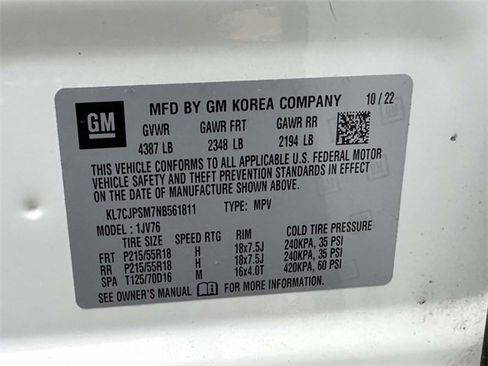 GM
MFD BY GM KOREA COMPANY 10 / 22
GVWR GAWR FRT GAWR RR
4387 LB 2348 LB 2194 LB
THIS VEHICLE CONFORMS TO ALL APPLICABLE U.S. FEDERAL MOTOR
VEHICLE SAFETY AND THEFT PREVENTION STANDARDS IN EFFECT
ON THE DATE OF MANUFACTURE SHOWN ABOVE.
KL7CJPSM7NB561811 TYPE: MPV
MODEL : 1JV76
SPEED RTG RIM COLD TIRE PRESSURE
FRT P215/55R18 H 18x7.5J 240KPA, 35 PSI
RR P215/55R18 H 18x7.5J 240KPA, 35 PSI
SPA T125/70D16 M 16x4.0T 420KPA, 60 PSI
SEE OWNER'S MANUAL FOR MORE INFORMATION.